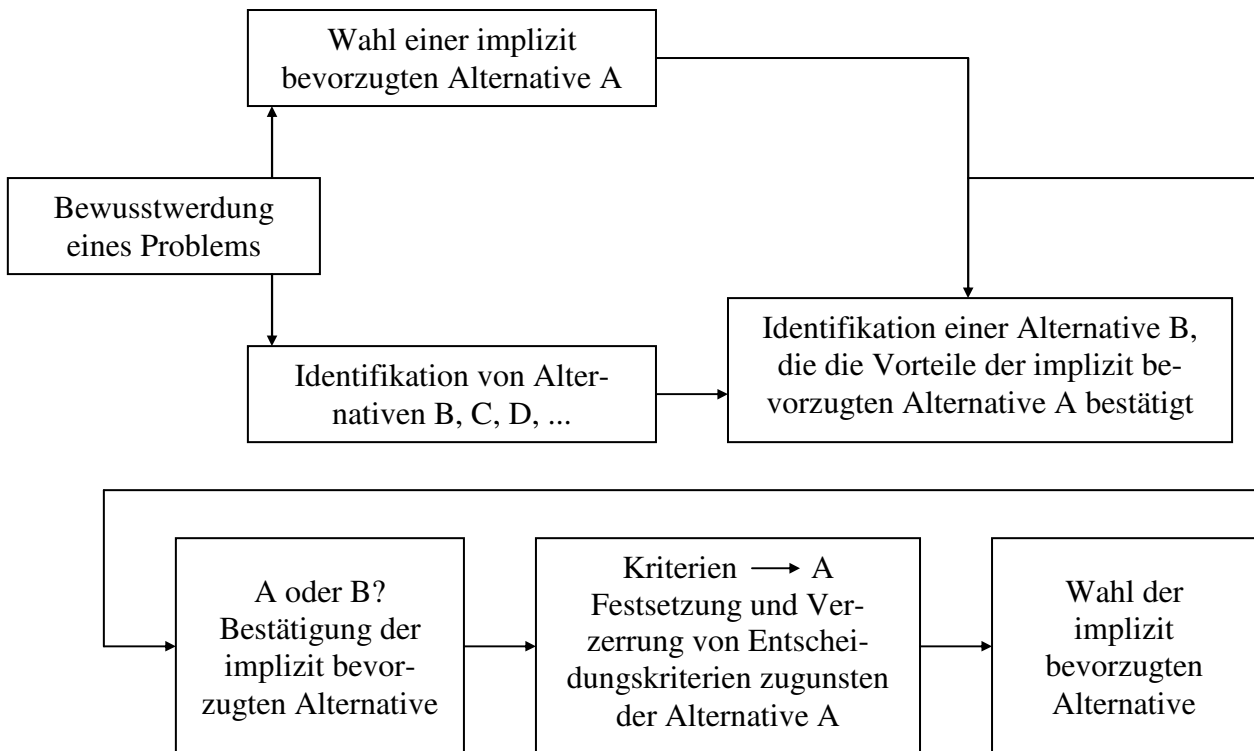 Wahl einer implizit
bevorzugten Alternative A
Bewusstwerdung
eines Problems
Identifikation von Alter-
nativen B, C, D, ...
Identifikation einer Alternative B,
die die Vorteile der implizit be-
vorzugten Alternative A bestätigt
A oder B?
Bestätigung der
implizit bevor-
zugten Alternative
Kriterien → A
Festsetzung und Ver-
zerrung von Entschei-
dungskriterien zugunsten
der Alternative A
Wahl der
implizit
bevorzugten
Alternative